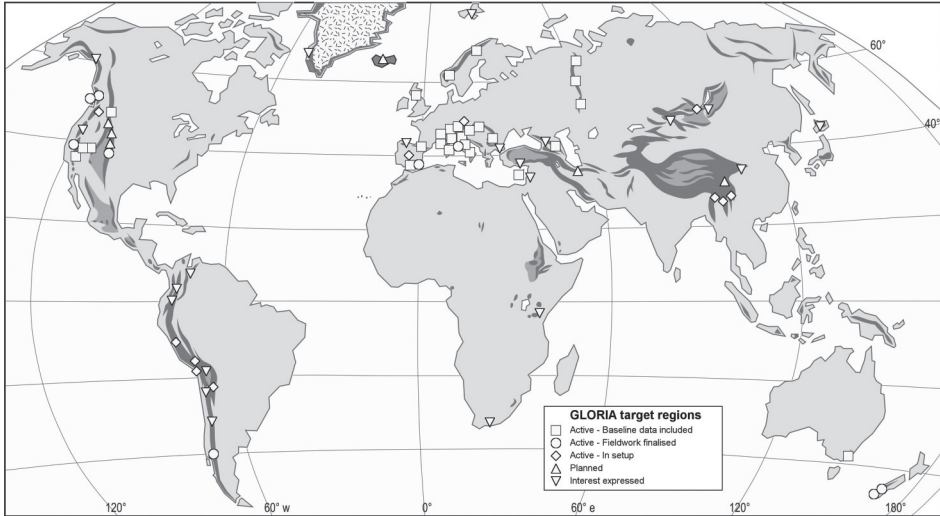 60°
40°
GLORIA target regions
Active - Baseline data included
Active - Fieldwork finalised
Active - In setup
Planned
Interest expressed
120°
60° w
0°
60° e
120°
180°